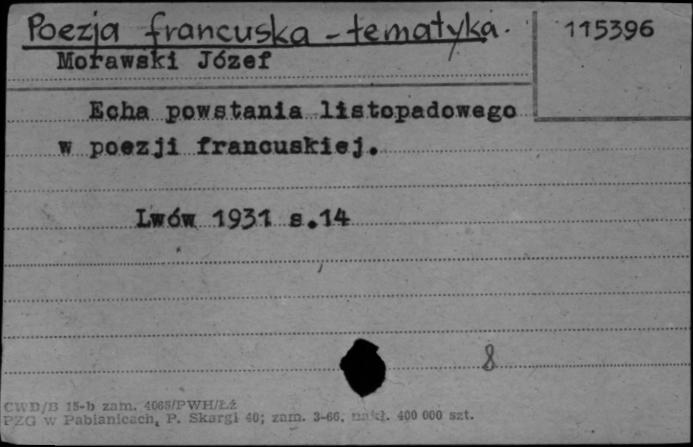 Poezja francuska - tematyka.
115396
Morawski Józef
Echa powstania listopadowego
w poezji francuskiej.
Lwów 1931 s.14
8
CWD/B 15-b zam. 4065/PWH/Łź
PZG w Pabianicach, P. Skargi 40; zam. 3-66, nakł. 400 000 szt.